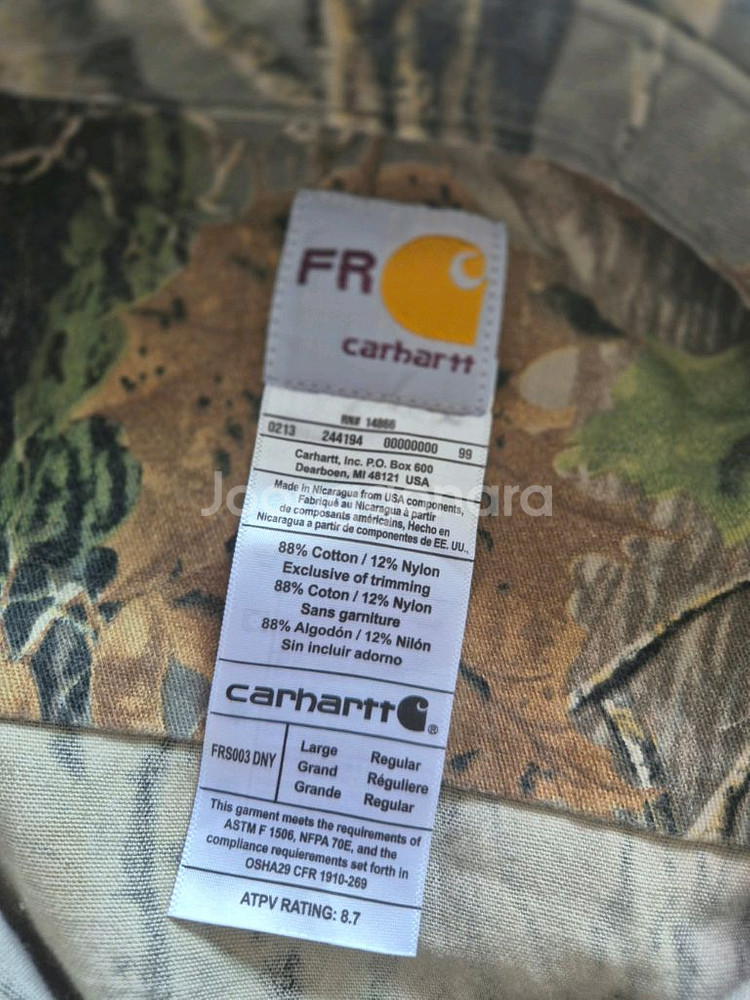 FR
carhartt
RN# 14866
0213 244194 00000000 99
Carhartt, Inc. P.O. Box 600
Dearborn, MI 48121 USA
Made in Nicaragua from USA components,
Fabriqué au Nicaragua à partir
de composants américains, Hecho en
Nicaragua a partir de componentes de EE. UU.,
88% Cotton / 12% Nylon
Exclusive of trimming
88% Coton / 12% Nylon
Sans garniture
88% Algodón / 12% Nilón
Sin incluir adorno
carhartt ®
FRS003 DNY
Large Regular
Grand Réguliere
Grande Regular
This garment meets the requirements of
ASTM F 1506, NFPA 70E, and the
compliance requierements set forth in
OSHA29 CFR 1910-269
ATPV RATING: 8.7